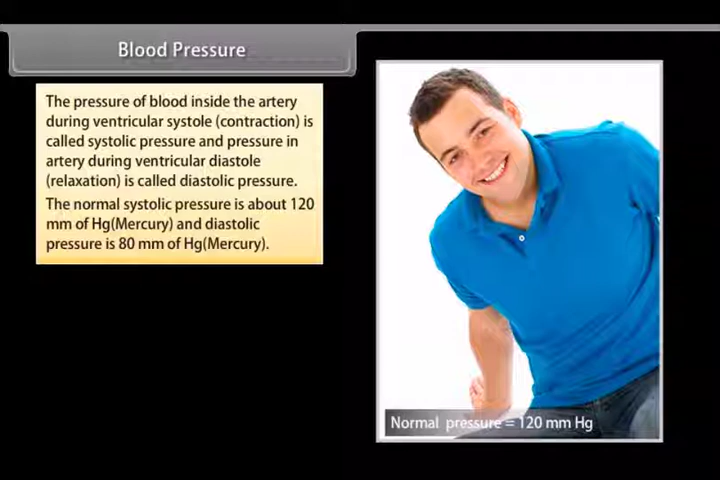 Blood Pressure
The pressure of blood inside the artery
during ventricular systole (contraction) is
called systolic pressure and pressure in
artery during ventricular diastole
(relaxation) is called diastolic pressure.
The normal systolic pressure is about 120
mm of Hg(Mercury) and diastolic
pressure is 80 mm of Hg(Mercury).
Normal pressure = 120 mm Hg